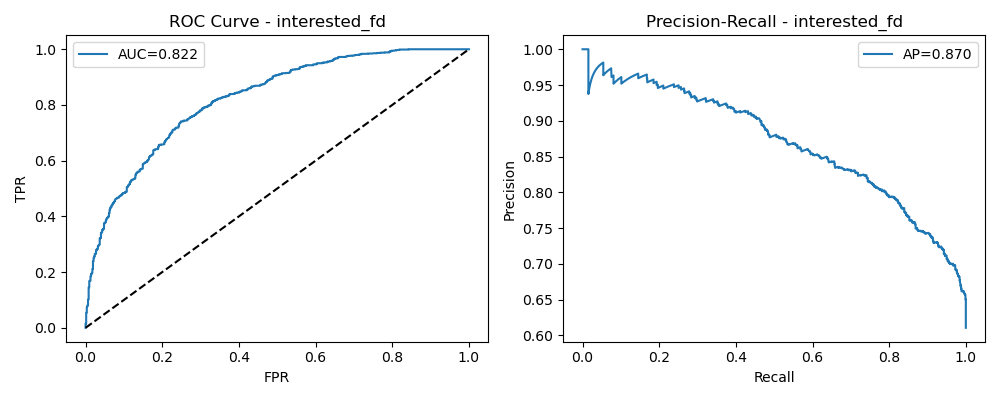 ROC Curve - interested_fd
AUC=0.822
1.0
0.8
0.6
0.4
0.2
0.0
TPR
0.0 0.2 0.4 0.6 0.8 1.0
FPR
Precision-Recall - interested_fd
AP=0.870
1.00
0.95
0.90
0.85
0.80
0.75
0.70
0.65
0.60
Precision
0.0 0.2 0.4 0.6 0.8 1.0
Recall